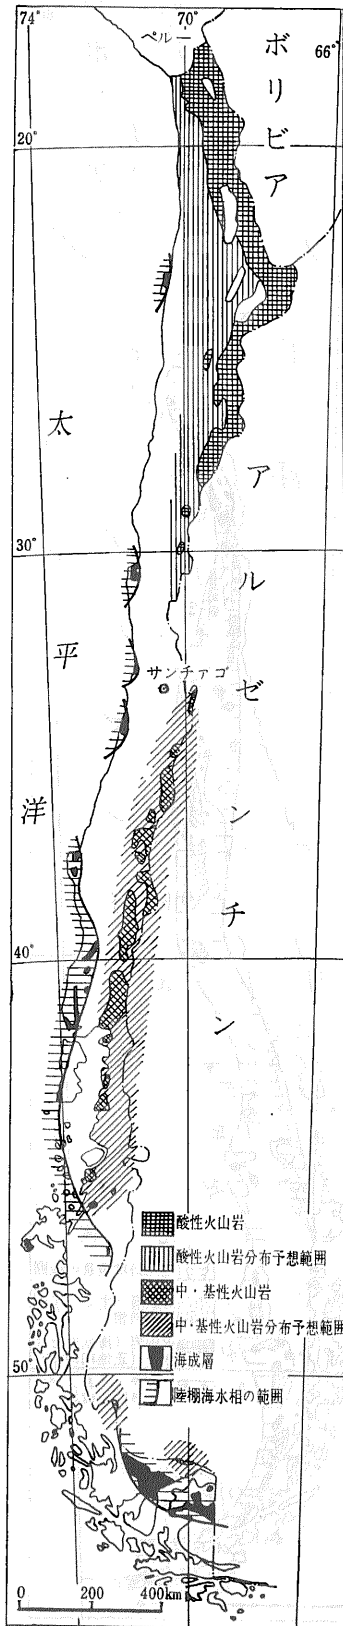 74° 70° 66°
ペルー
ボリビア
20°
太平洋
アルゼンチン
30°
サンチァゴ
40°
酸性火山岩
酸性火山岩分布予想範囲
中・基性火山岩
中・基性火山岩分布予想範囲
海成層
陸棚海水相の範囲
50°
0 200 400km